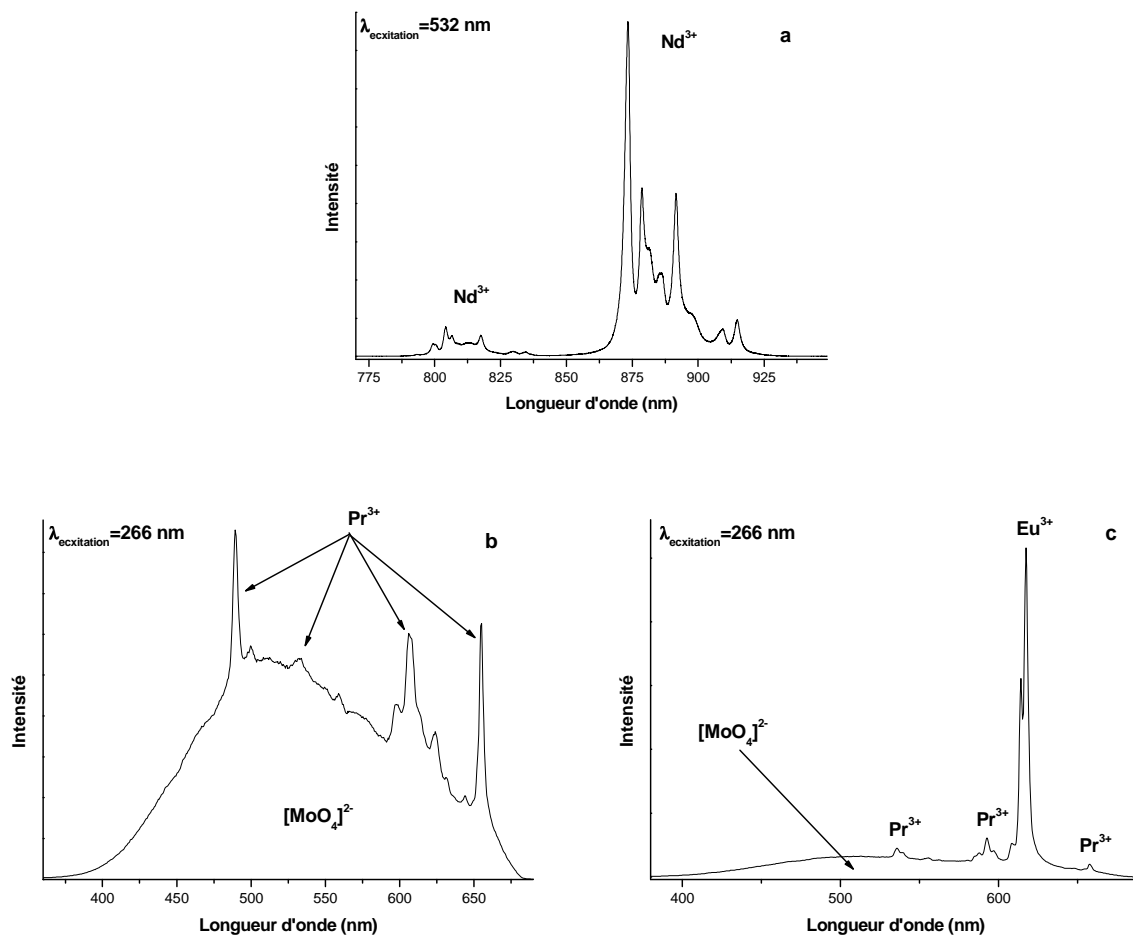 λecxitation=532 nm
a
Nd3+
Nd3+
Intensité
775 800 825 850 875 900 925
Longueur d'onde (nm)
λecxitation=266 nm
Pr3+
b
[MoO4]2-
Intensité
400 450 500 550 600 650
Longueur d'onde (nm)
λecxitation=266 nm
Eu3+
c
[MoO4]2-
Pr3+
Pr3+
Pr3+
Intensité
400 500 600
Longueur d'onde (nm)